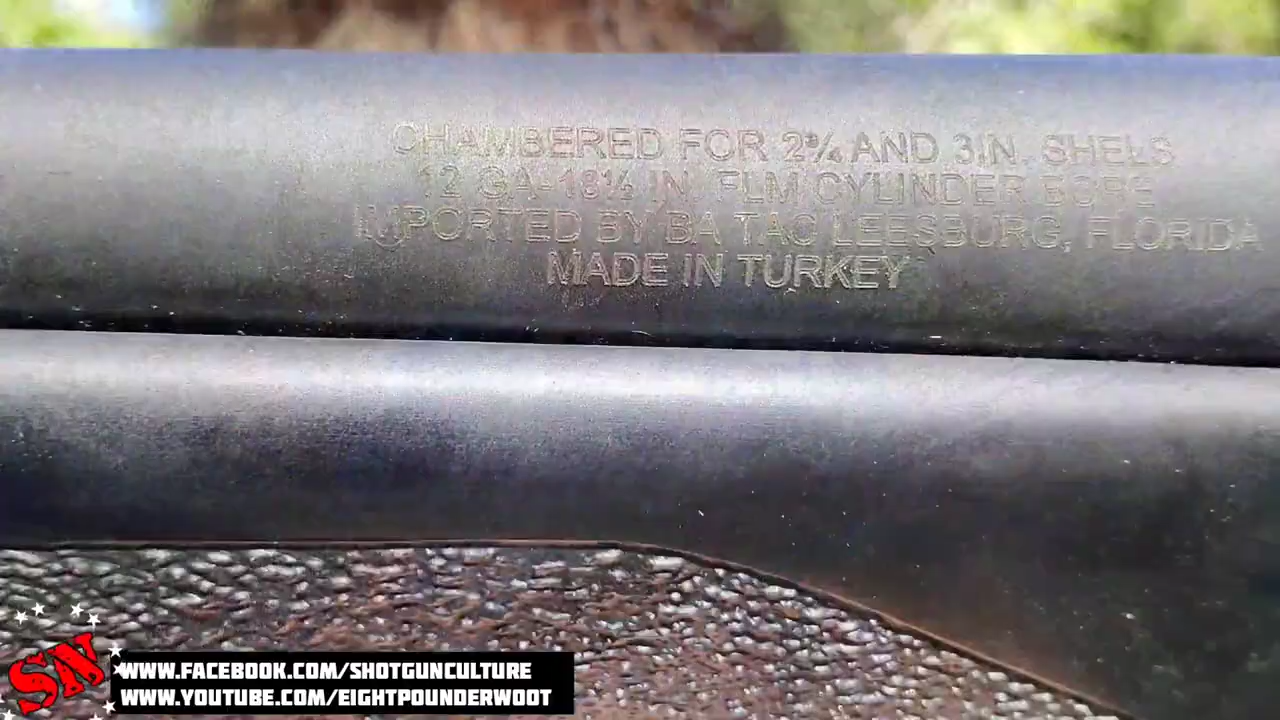 CHAMBERED FOR 2¾ AND 3IN. SHELS
12 GA-18½ IN. FLM CYLINDER BORE
IMPORTED BY BA TAC LEESBURG, FLORIDA
MADE IN TURKEY
SN
WWW.FACEBOOK.COM/SHOTGUNCULTURE
WWW.YOUTUBE.COM/EIGHTPOUNDERWOOT